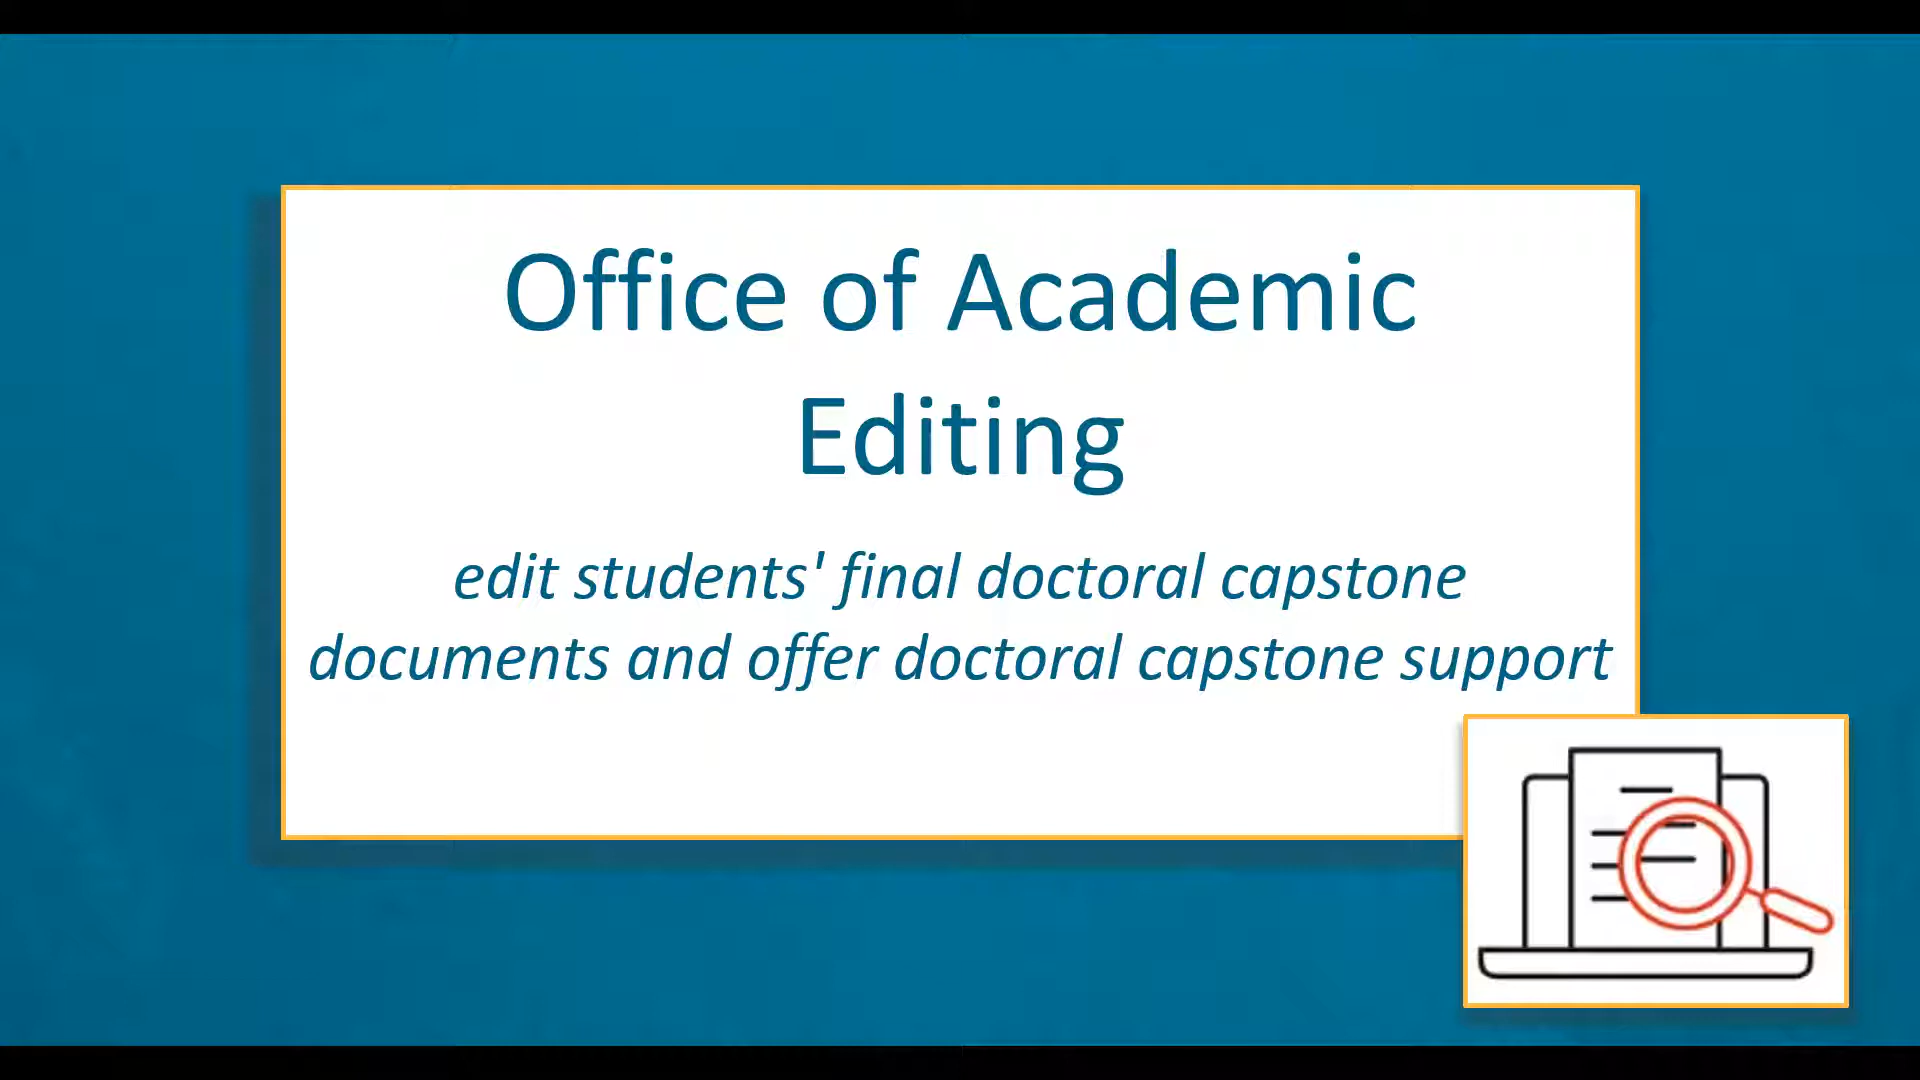 Office of Academic
Editing
edit students' final doctoral capstone
documents and offer doctoral capstone support